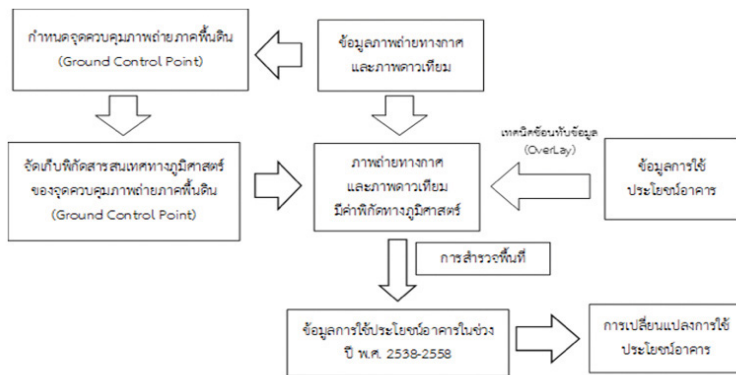 กำหนดจุดควบคุมภาพถ่ายภาคพื้นดิน
(Ground Control Point)
ข้อมูลภาพถ่ายทางกาศ
และภาพดาวเทียม
จัดเก็บพิกัดสารสนเทศทางภูมิศาสตร์
ของจุดควบคุมภาพถ่ายภาคพื้นดิน
(Ground Control Point)
ภาพถ่ายทางกาศ
และภาพดาวเทียม
มีค่าพิกัดทางภูมิศาสตร์
เทคนิคซ้อนทับข้อมูล
(OverLay)
ข้อมูลการใช้
ประโยชน์อาคาร
การสำรวจพื้นที่
ข้อมูลการใช้ประโยชน์อาคารในช่วง
ปี พ.ศ. 2538-2558
การเปลี่ยนแปลงการใช้
ประโยชน์อาคาร